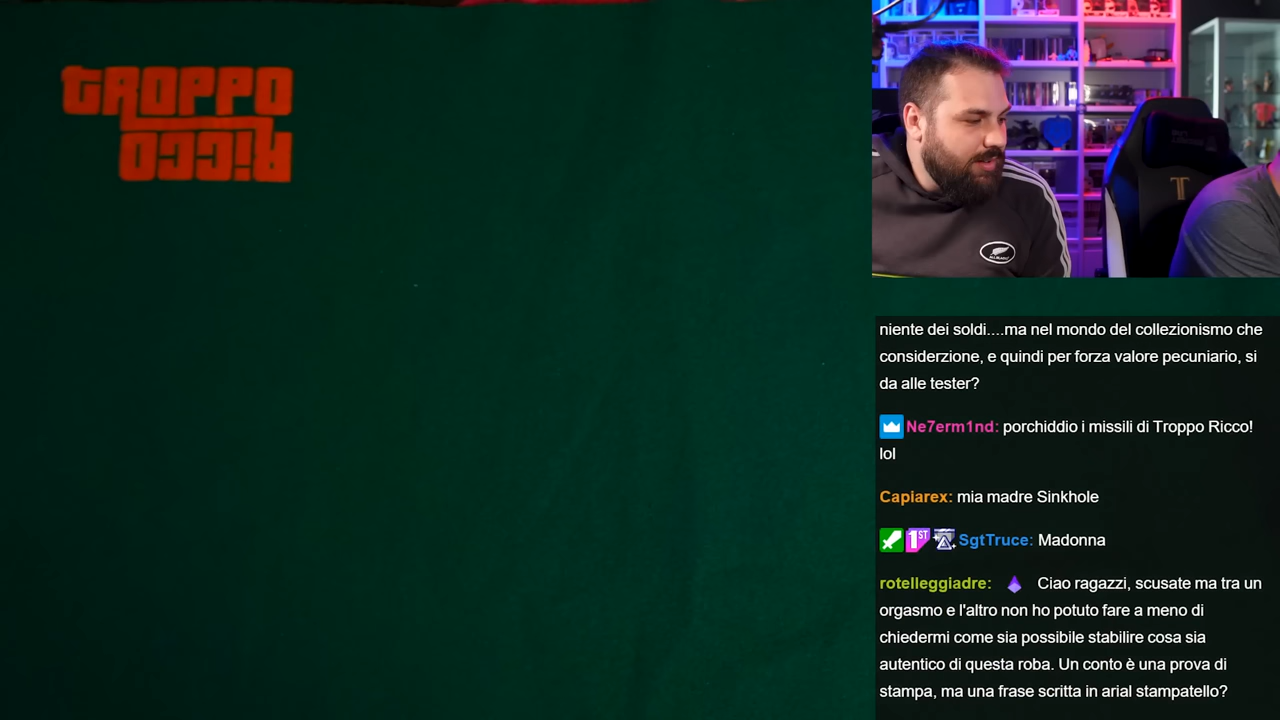 TROPPO
RICCO
niente dei soldi....ma nel mondo del collezionismo che
considerzione, e quindi per forza valore pecuniario, si
da alle tester?
Ne7erm1nd: porchiddio i missili di Troppo Ricco!
lol
Capiarex: mia madre Sinkhole
1ST SgtTruce: Madonna
rotelleggiadre: Ciao ragazzi, scusate ma tra un
orgasmo e l'altro non ho potuto fare a meno di
chiedermi come sia possibile stabilire cosa sia
autentico di questa roba. Un conto è una prova di
stampa, ma una frase scritta in arial stampatello?